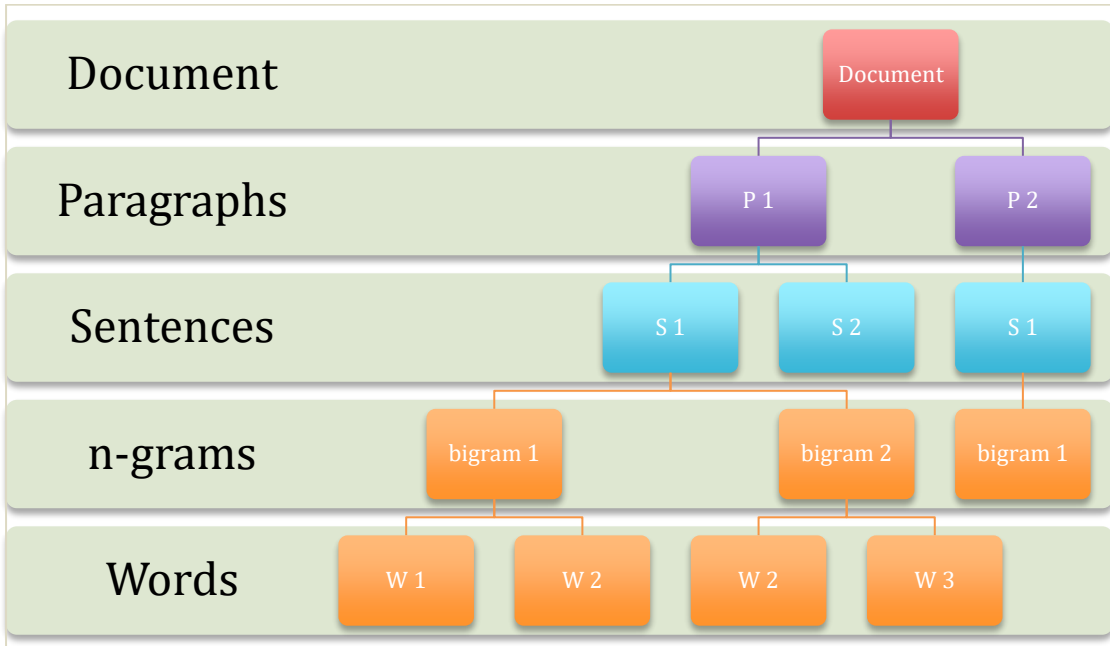 Document
Document
Paragraphs
P 1
P 2
Sentences
S 1
S 2
S 1
n-grams
bigram 1
bigram 2
bigram 1
Words
W 1
W 2
W 2
W 3